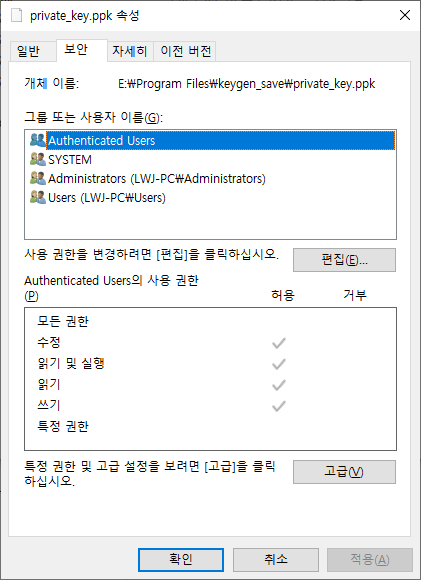 private_key.ppk 속성
일반 보안 자세히 이전 버전
개체 이름: E:\Program Files\keygen_save\private_key.ppk
그룹 또는 사용자 이름(G):
Authenticated Users
SYSTEM
Administrators (LWJ-PC\Administrators)
Users (LWJ-PC\Users)
사용 권한을 변경하려면 [편집]을 클릭하십시오.
편집(E)...
Authenticated Users의 사용 권한
(P) 허용 거부
모든 권한
수정
읽기 및 실행
읽기
쓰기
특정 권한
특정 권한 및 고급 설정을 보려면 [고급]을 클릭
하십시오.
고급(V)
확인 취소 적용(A)